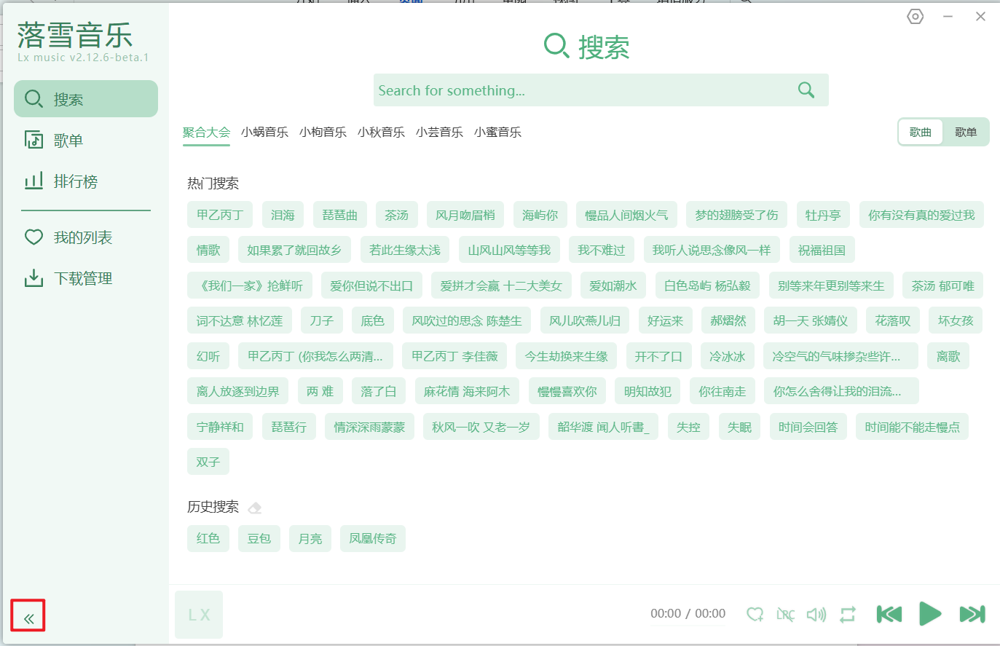 落雪音乐
Lx music v2.12.6-beta.1
搜索
歌单
排行榜
我的列表
下载管理
搜索
Search for something...
聚合大会 小蜗音乐 小枸音乐 小秋音乐 小芸音乐 小蜜音乐
歌曲 歌单
热门搜索
甲乙丙丁 泪海 琵琶曲 茶汤 风月吻眉梢 海屿你 慢品人间烟火气 梦的翅膀受了伤 牡丹亭 你有没有真的爱过我
情歌 如果累了就回故乡 若此生缘太浅 山风山风等等我 我不难过 我听人说思念像风一样 祝福祖国
《我们一家》抢鲜听 爱你但说不出口 爱拼才会赢 十二大美女 爱如潮水 白色岛屿 杨弘毅 别等来年更别等来生 茶汤 郁可唯
词不达意 林忆莲 刀子 底色 风吹过的思念 陈楚生 风儿吹燕儿归 好运来 郝熠然 胡一天 张婧仪 花落叹 坏女孩
幻听 甲乙丙丁 (你我怎么两清... 甲乙丙丁 李佳薇 今生劫换来生缘 开不了口 冷冰冰 冷空气的气味掺杂些许... 离歌
离人放逐到边界 两 难 落了白 麻花情 海来阿木 慢慢喜欢你 明知故犯 你往南走 你怎么舍得让我的泪流...
宁静祥和 琵琶行 情深深雨蒙蒙 秋风一吹 又老一岁 韶华渡 闻人听書_ 失控 失眠 时间会回答 时间能不能走慢点
双子
历史搜索
红色 豆包 月亮 凤凰传奇
L X
00:00 / 00:00
LRC